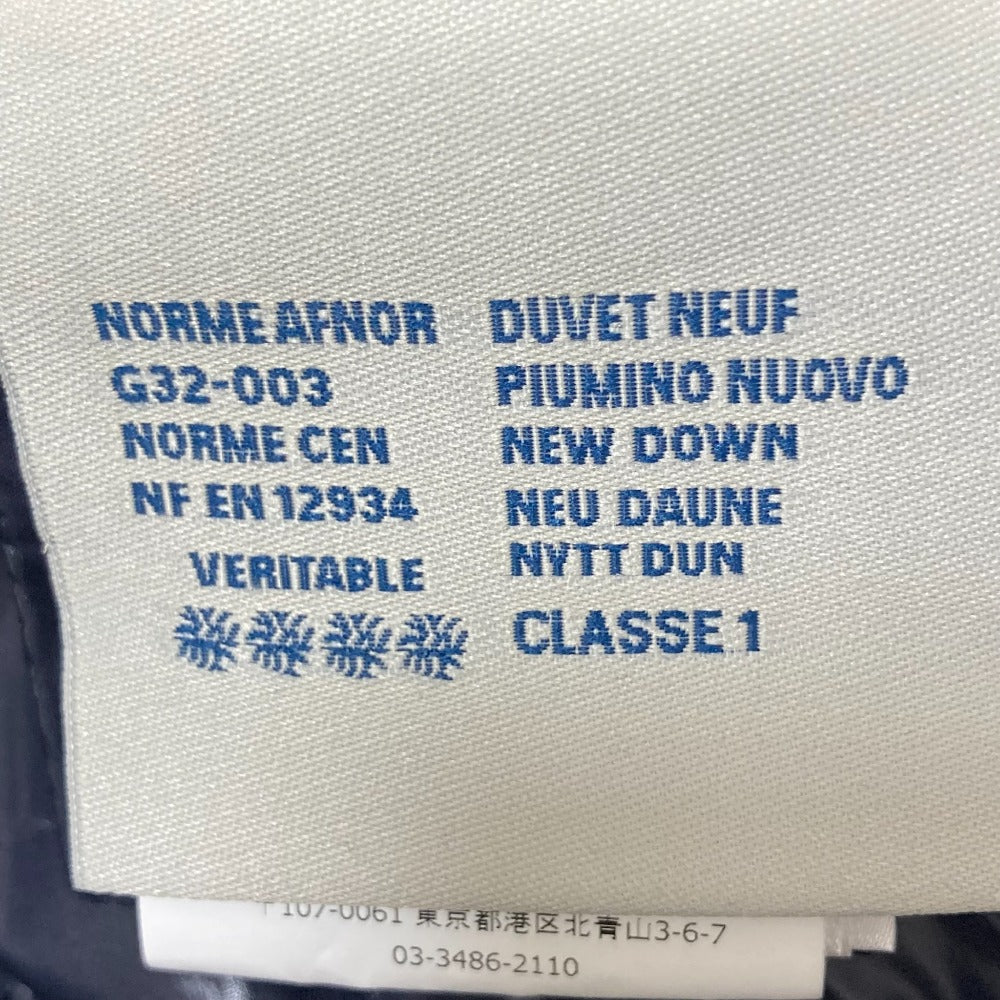 NORME AFNOR
G32-003
NORME CEN
NF EN 12934
VERITABLE
DUVET NEUF
PIUMINO NUOVO
NEW DOWN
NEU DAUNE
NYTT DUN
CLASSE 1
〒107-0061 東京都港区北青山3-6-7
03-3486-2110